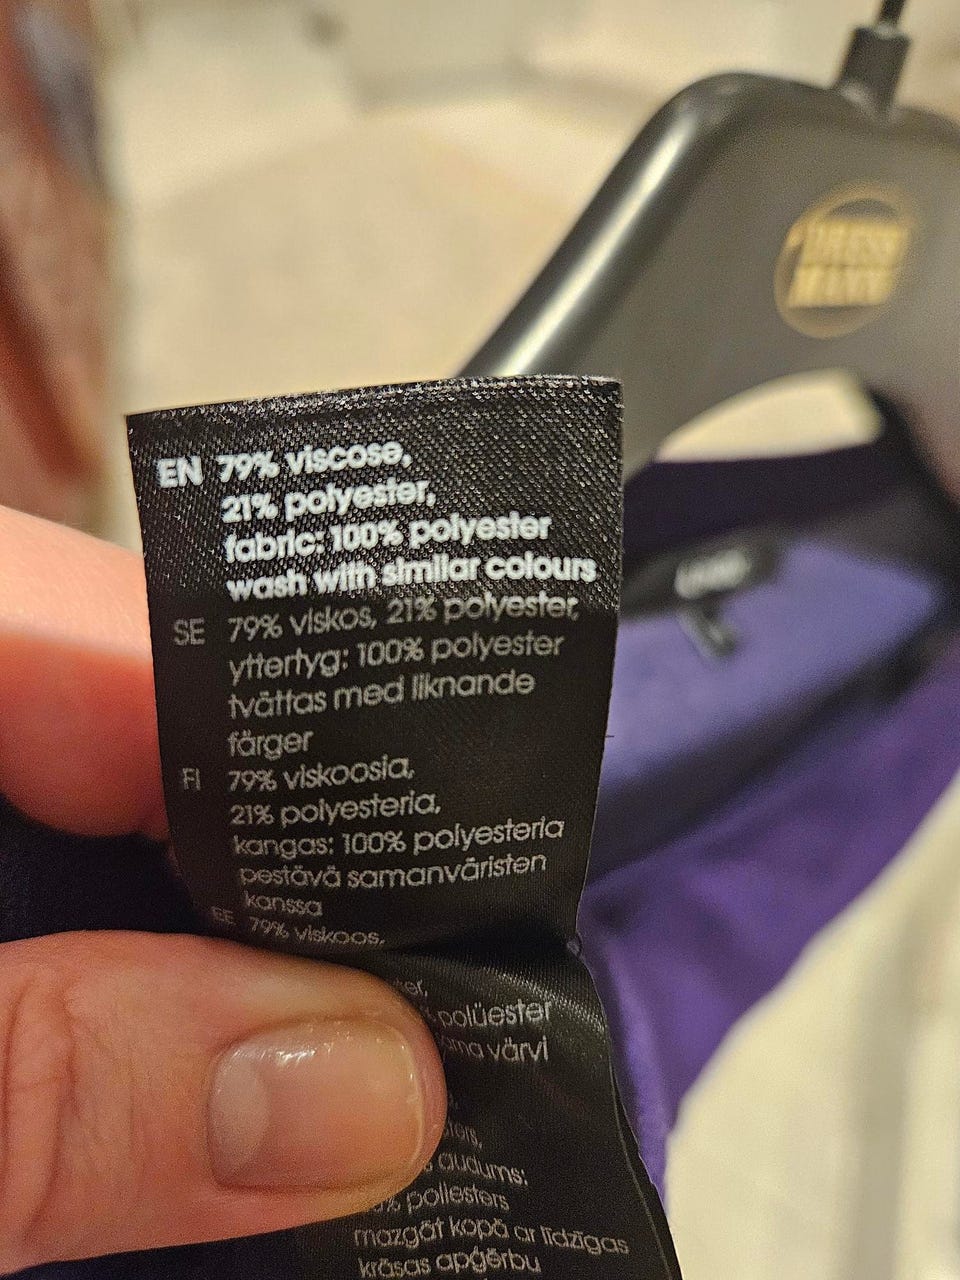 DRESS
MANN
EN 79% viscose,
21% polyester,
fabric: 100% polyester
wash with similar colours
SE 79% viskos, 21% polyester,
yttertyg: 100% polyester
tvättas med liknande
färger
FI 79% viskoosia,
21% polyesteria,
kangas: 100% polyesteria
pestävä samanväristen
kanssa
EE 79% viskoos,
polüester
värvi
audums:
poliesters
mazgāt kopā ar līdzīgas
krāsas apģērbu